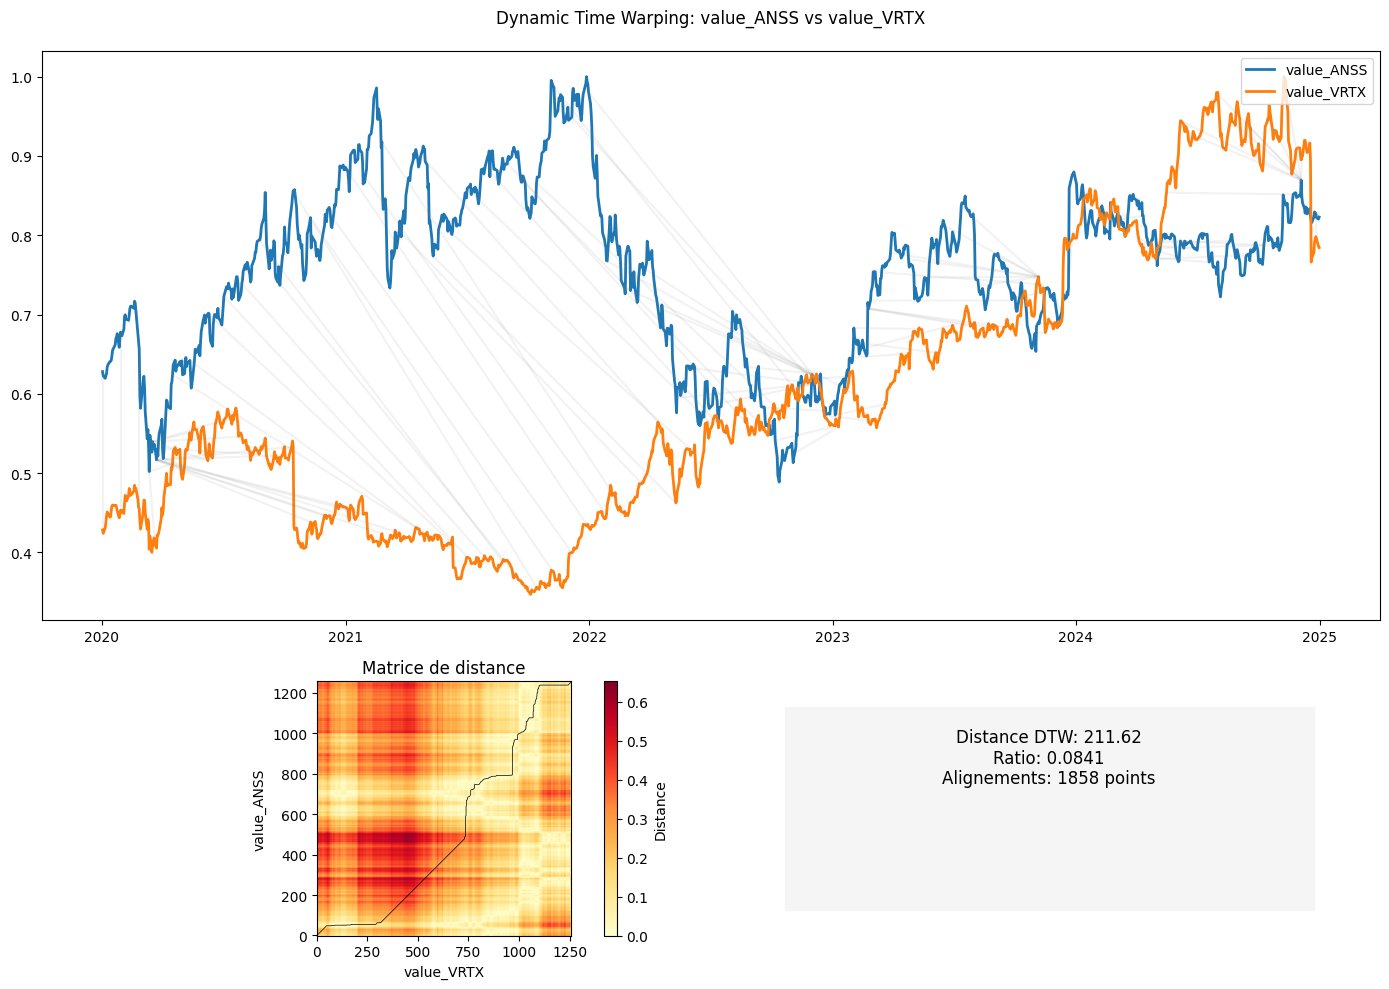 Dynamic Time Warping: value_ANSS vs value_VRTX
value_ANSS
value_VRTX
1.0
0.9
0.8
0.7
0.6
0.5
0.4
2020 2021 2022 2023 2024 2025
Matrice de distance
1200
1000
800
600
400
200
0
value_ANSS
0 250 500 750 1000 1250
value_VRTX
0.6
0.5
0.4
0.3
0.2
0.1
0.0
Distance
Distance DTW: 211.62
Ratio: 0.0841
Alignements: 1858 points